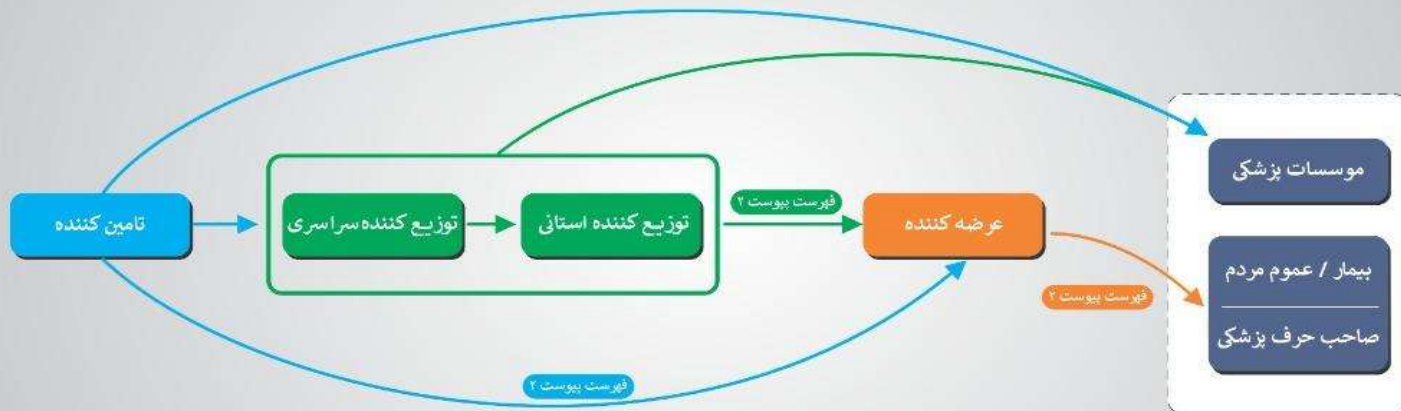 موسسات پزشکی
فهرست پیوست ۲
تامین کننده
توزیع کننده سراسری
توزیع کننده استانی
عرضه کننده
بیمار / عموم مردم
صاحب حرف پزشکی
فهرست پیوست ۲
فهرست پیوست ۲